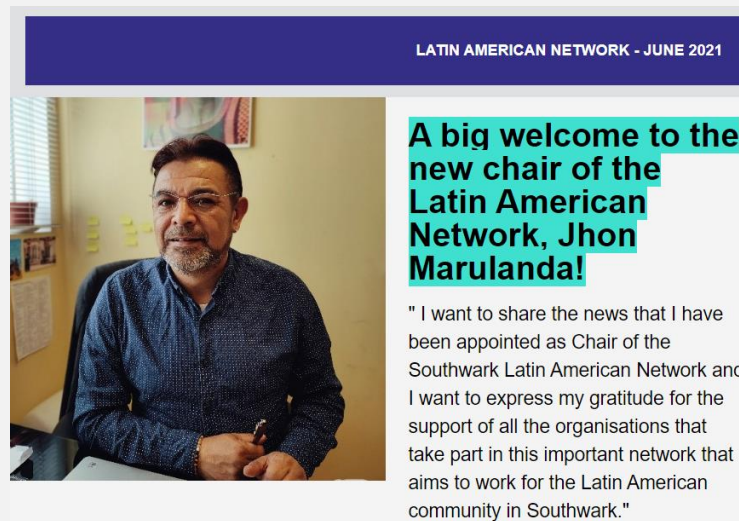 LATIN AMERICAN NETWORK - JUNE 2021
A big welcome to the
new chair of the
Latin American
Network, Jhon
Marulanda!
" I want to share the news that I have
been appointed as Chair of the
Southwark Latin American Network and
I want to express my gratitude for the
support of all the organisations that
take part in this important network that
aims to work for the Latin American
community in Southwark."